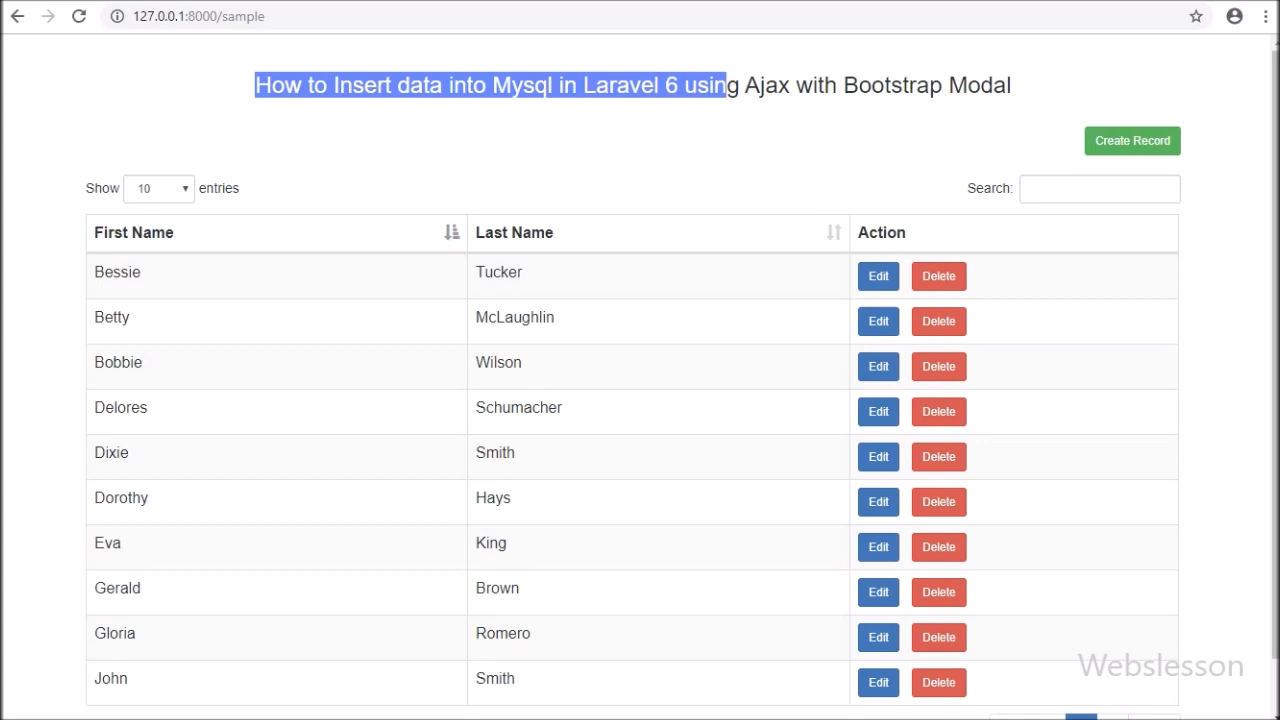 127.0.0.1:8000/sample
How to Insert data into Mysql in Laravel 6 using Ajax with Bootstrap Modal
Create Record
Show 10 entries Search:
First Name Last Name Action
Bessie Tucker Edit Delete
Betty McLaughlin Edit Delete
Bobbie Wilson Edit Delete
Delores Schumacher Edit Delete
Dixie Smith Edit Delete
Dorothy Hays Edit Delete
Eva King Edit Delete
Gerald Brown Edit Delete
Gloria Romero Edit Delete
John Smith Edit Delete
Webslesson